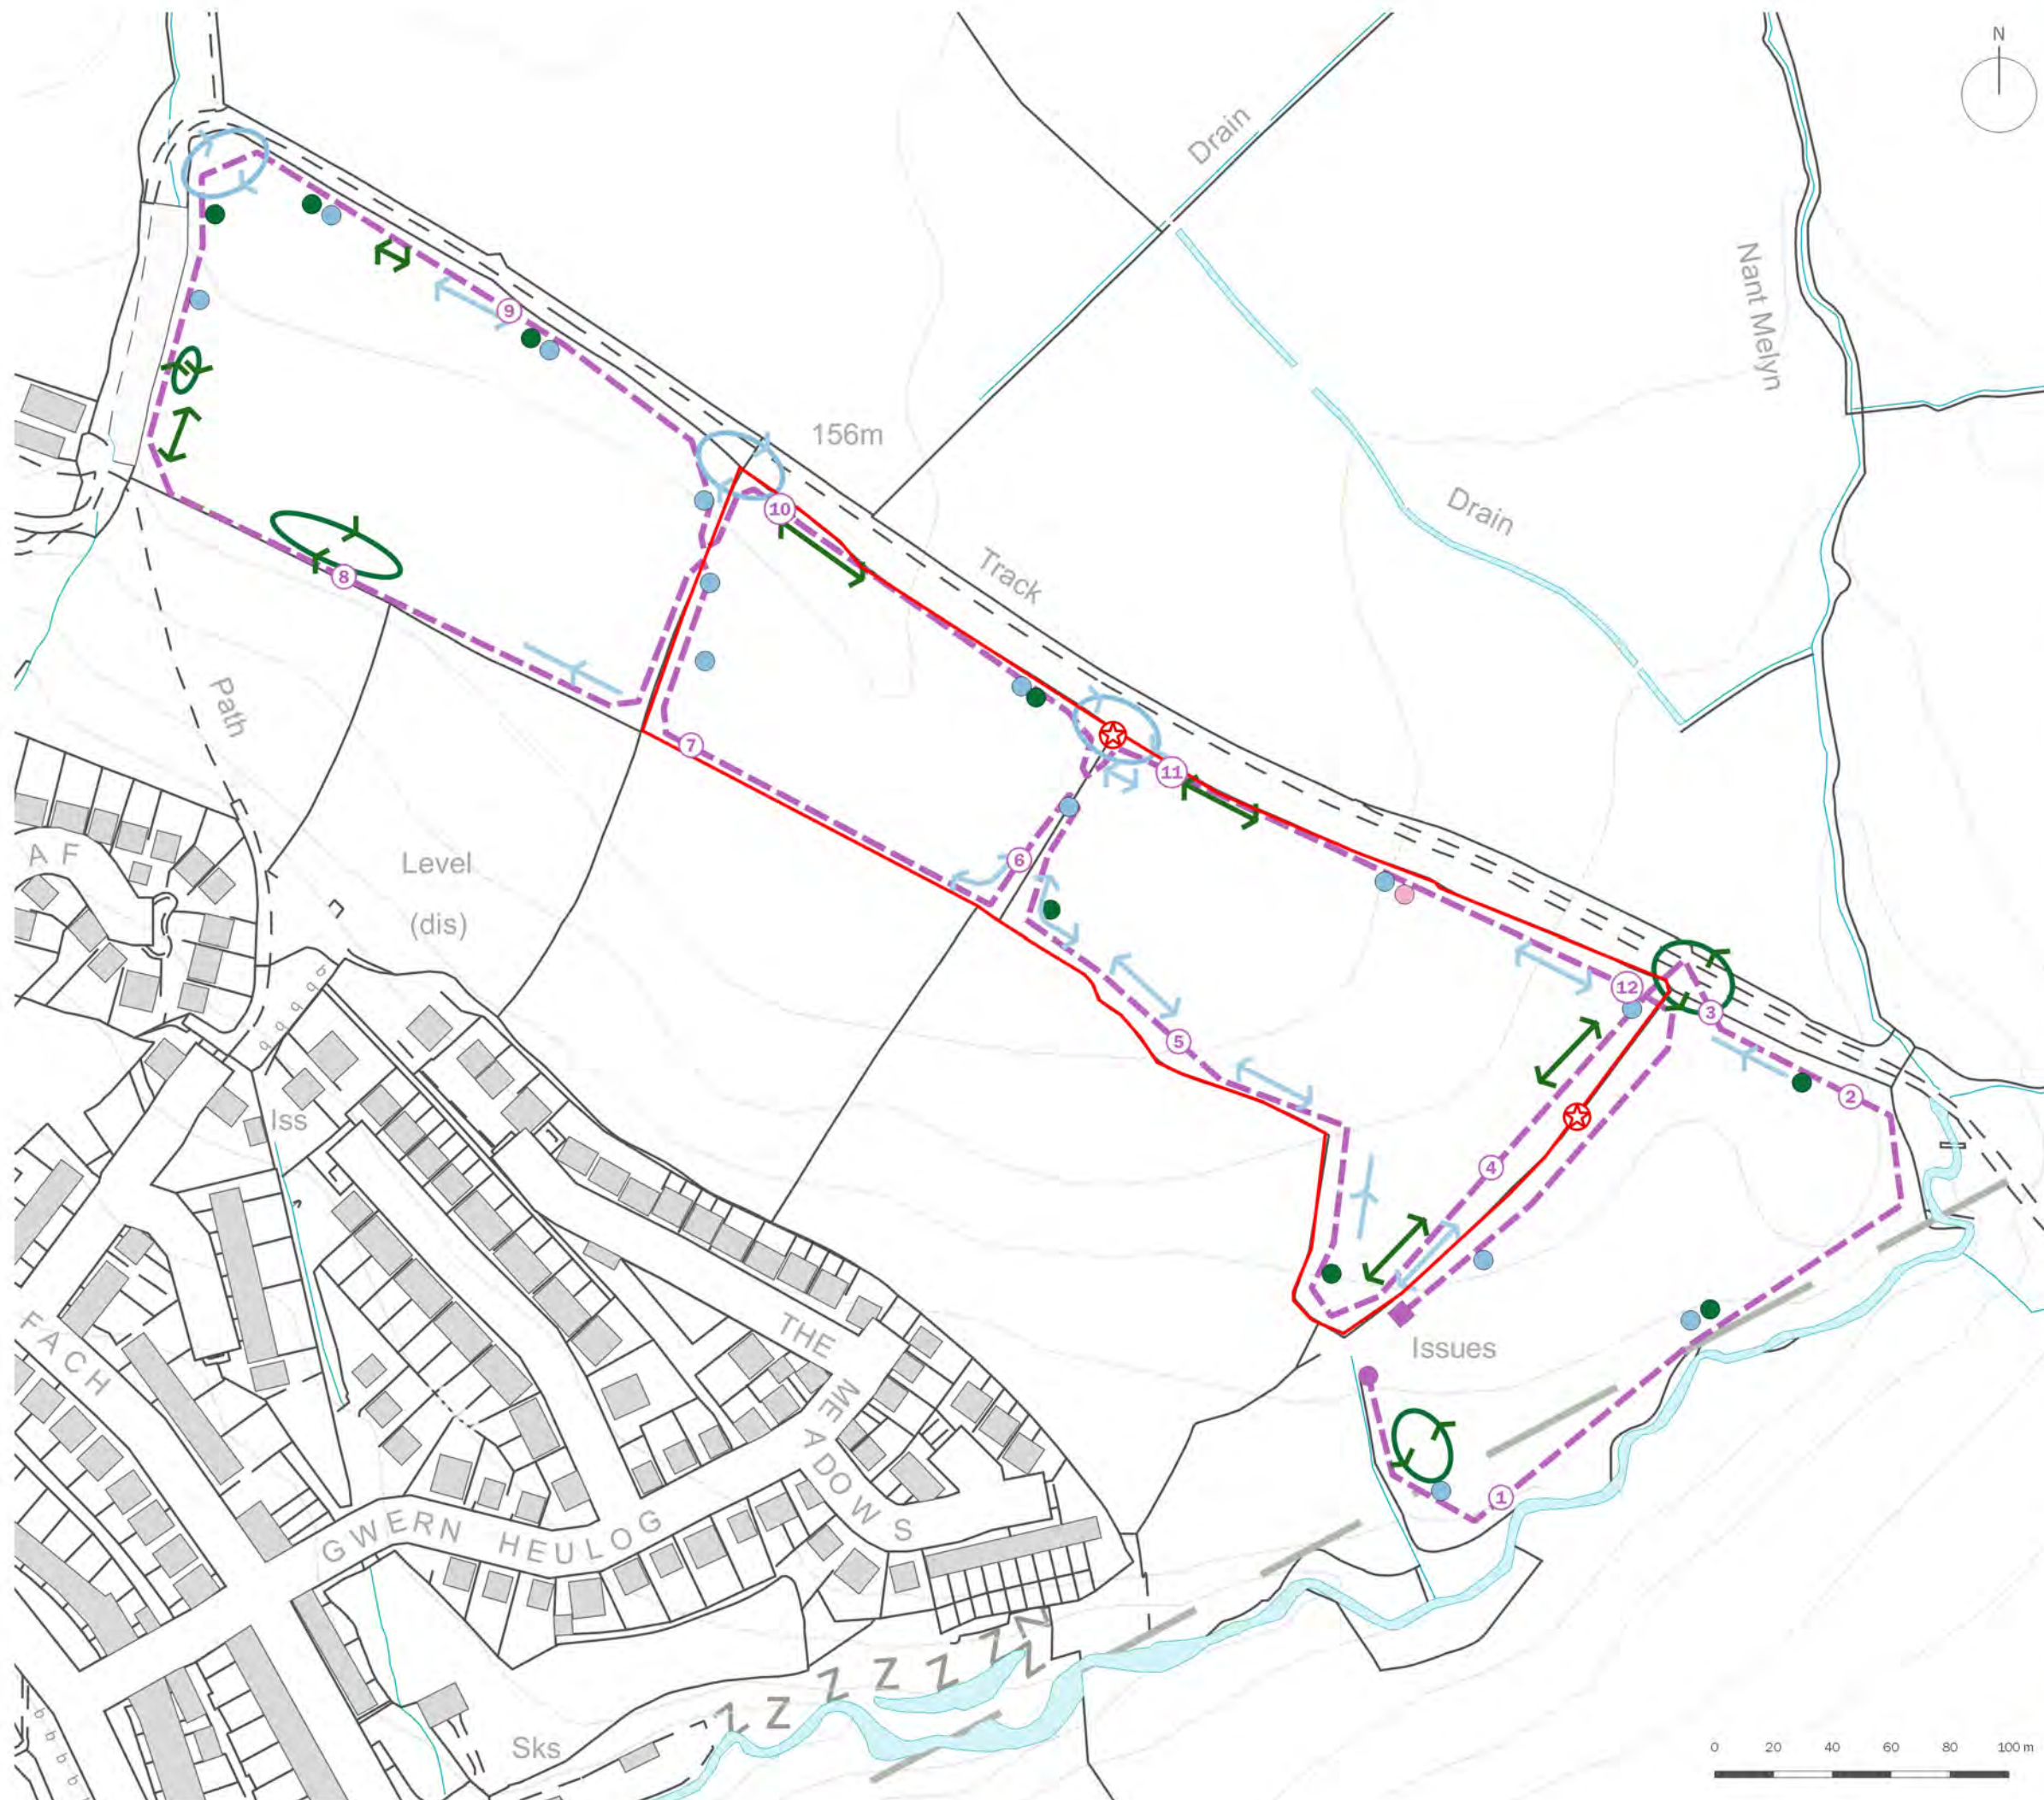 N
Drain
Nant Melyn
9
156m
Drain
10
Track
8
Path
7
11
6
AF
Level
(dis)
12
3
5
2
Iss
4
THE
MEADOWS
Issues
FACH
1
GWERN HEULOG
Z Z Z Z Z Z Z Z
Sks
0 20 40 60 80 100 m